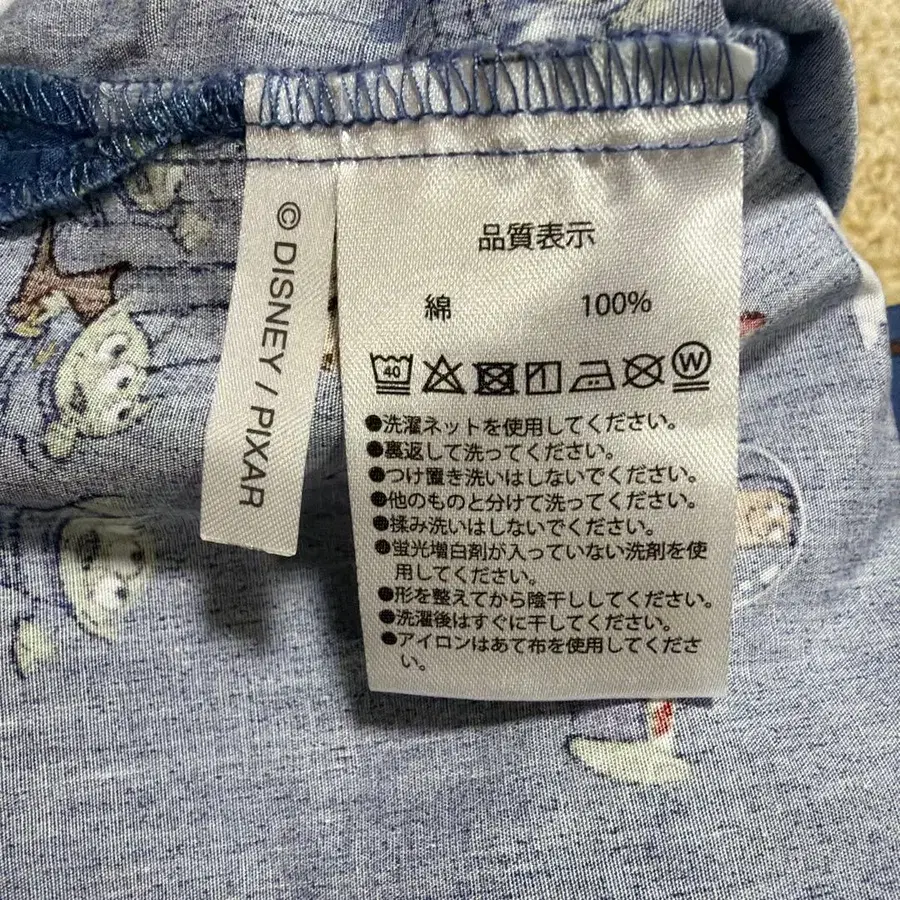 © DISNEY / PIXAR
品質表示
綿 100%
40
W
●洗濯ネットを使用してください。
●裏返して洗ってください。
●つけ置き洗いはしないでください。
●他のものと分けて洗ってください。
●揉み洗いはしないでください。
●蛍光増白剤が入っていない洗剤を使
用してください。
●形を整えてから陰干ししてください。
●洗濯後はすぐに干してください。
●アイロンはあて布を使用してくださ
い。